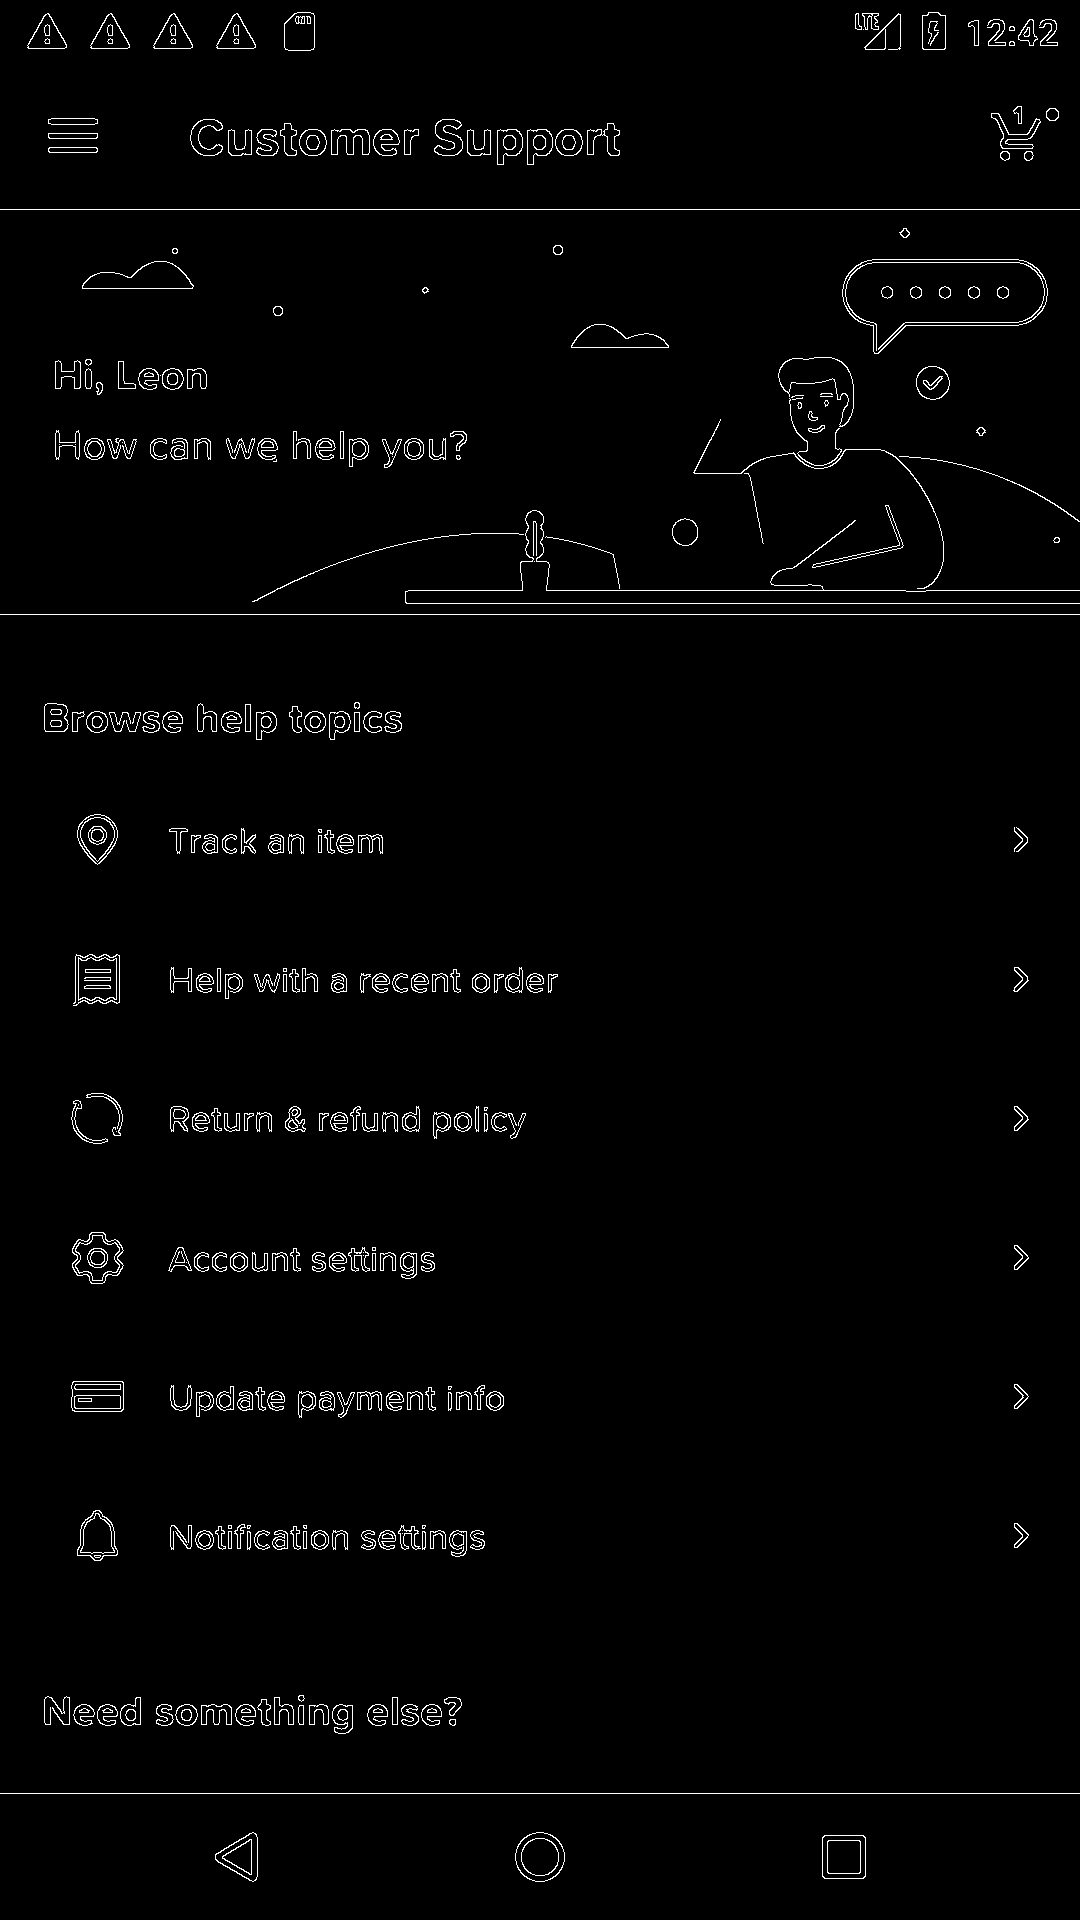 LTE 12:42
Customer Support
1
Hi, Leon
How can we help you?
Browse help topics
Track an item
Help with a recent order
Return & refund policy
Account settings
Update payment info
Notification settings
Need something else?